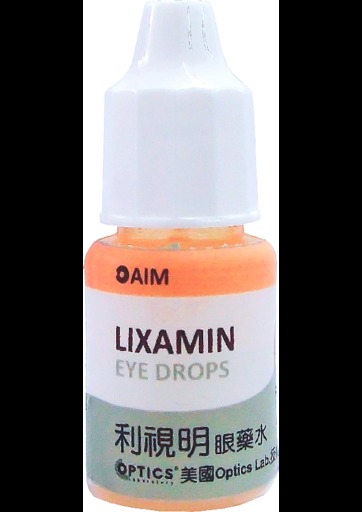 AIM
LIXAMIN
EYE DROPS
利視明眼藥水
OPTICS® 美國Optics Lab.
Laboratory